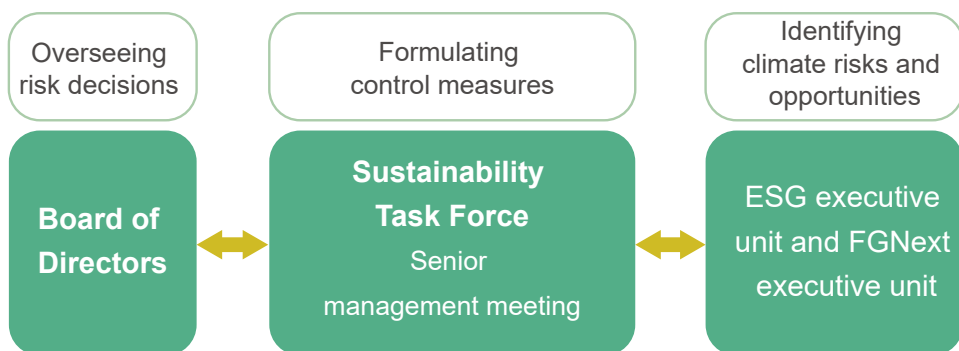 Overseeing
risk decisions
Formulating
control measures
Identifying
climate risks and
opportunities
Board of
Directors
Sustainability
Task Force
Senior
management meeting
ESG executive
unit and FGNext
executive unit